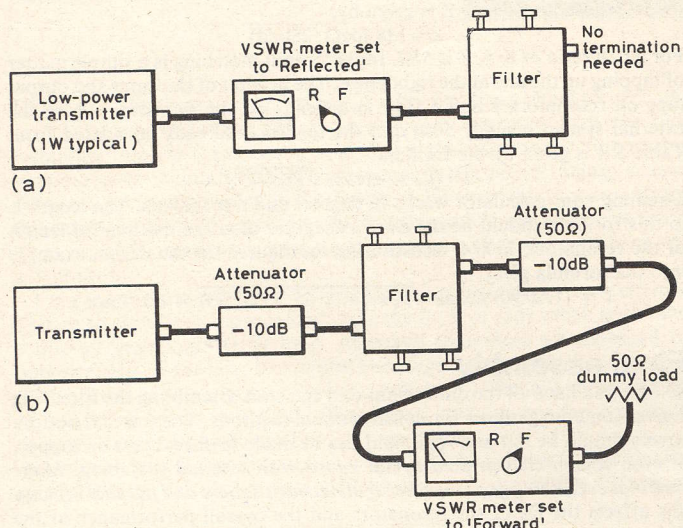 VSWR meter set
to 'Reflected'
No
termination
needed
Low-power
transmitter
(1W typical)
R F
Filter
(a)
Attenuator
(50Ω)
-10dB
Attenuator
(50Ω)
-10dB
Filter
Transmitter
(b)
50Ω
dummy load
R F
VSWR meter set
to 'Forward'